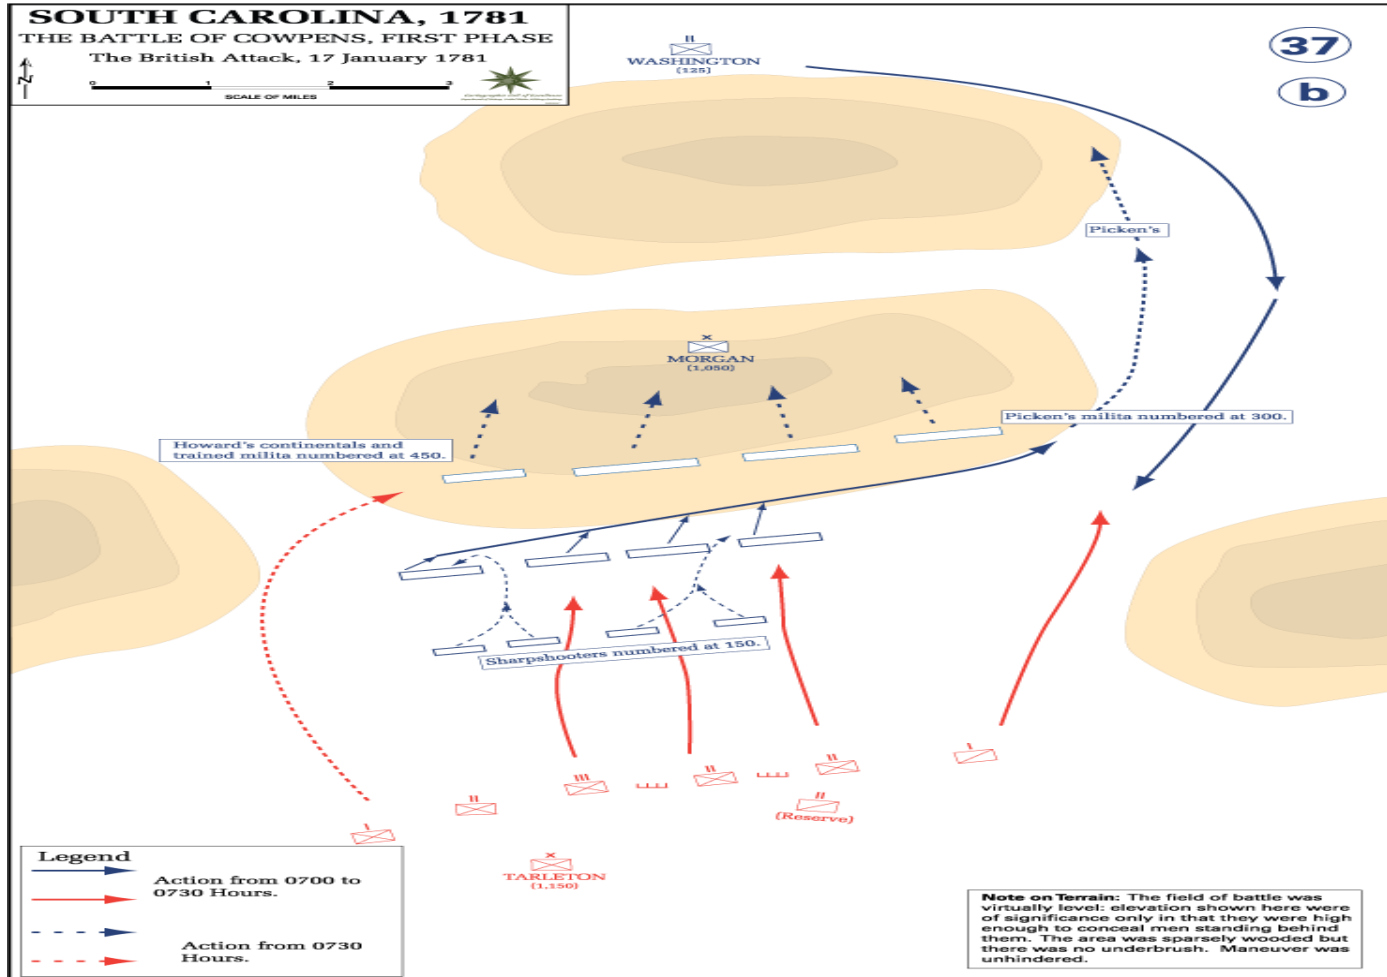 SOUTH CAROLINA, 1781
THE BATTLE OF COWPENS, FIRST PHASE
The British Attack, 17 January 1781
0 1 2 3
SCALE OF MILES
37
b
WASHINGTON
(125)
Picken's
MORGAN
(1,050)
Picken's milita numbered at 300.
Howard's continentals and
trained milita numbered at 450.
Sharpshooters numbered at 150.
(Reserve)
TARLETON
(1,150)
Legend
Action from 0700 to
0730 Hours.
Action from 0730
Hours.
Note on Terrain: The field of battle was
virtually level: elevation shown here were
of significance only in that they were high
enough to conceal men standing behind
them. The area was sparsely wooded but
there was no underbrush. Maneuver was
unhindered.